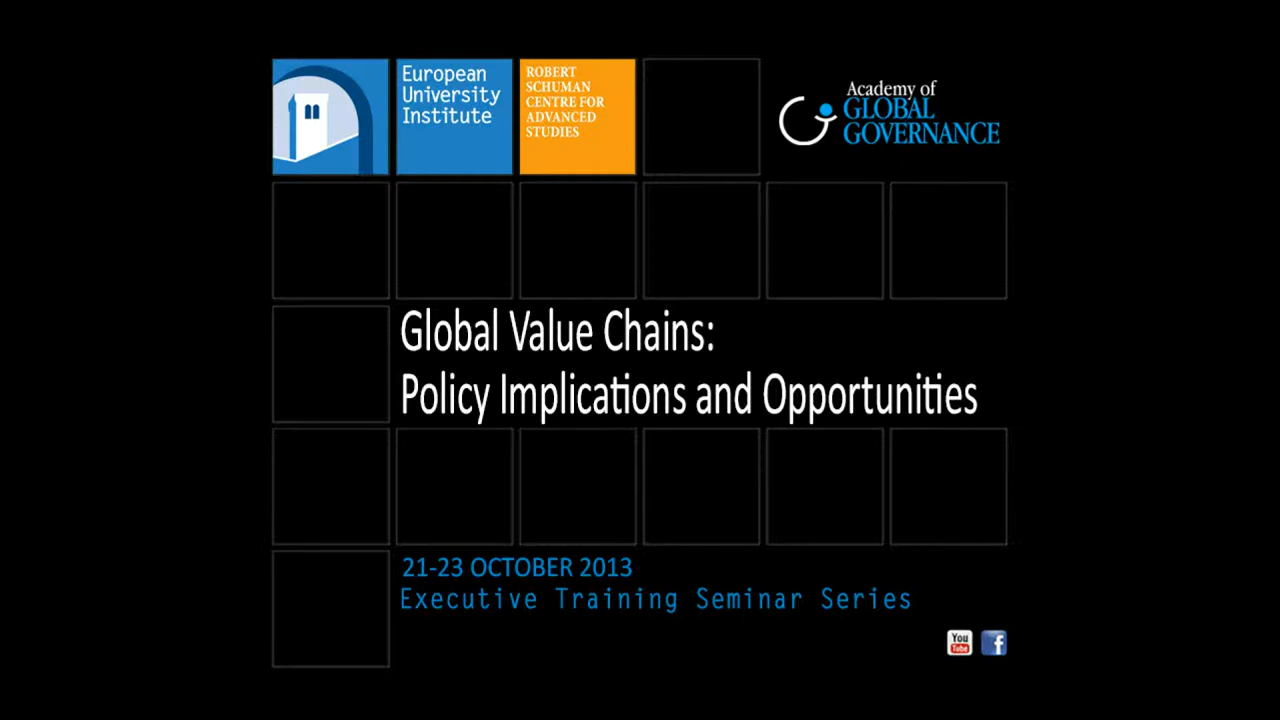 European
University
Institute
ROBERT
SCHUMAN
CENTRE FOR
ADVANCED
STUDIES
Academy of
GLOBAL
GOVERNANCE
Global Value Chains:
Policy Implications and Opportunities
21-23 OCTOBER 2013
Executive Training Seminar Series
You
Tube
f